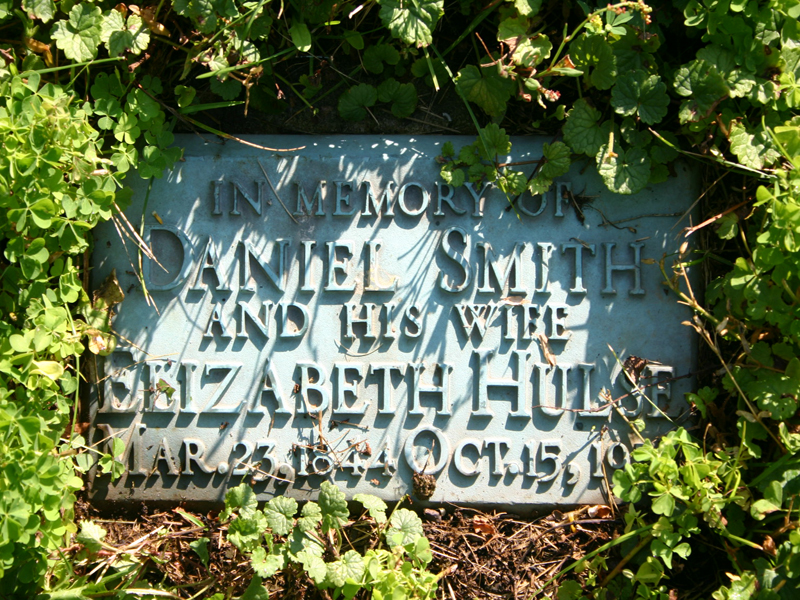 IN MEMORY OF
DANIEL SMITH
AND HIS WIFE
ELIZABETH HULSE
MAR. 23, 1844 OCT. 15,